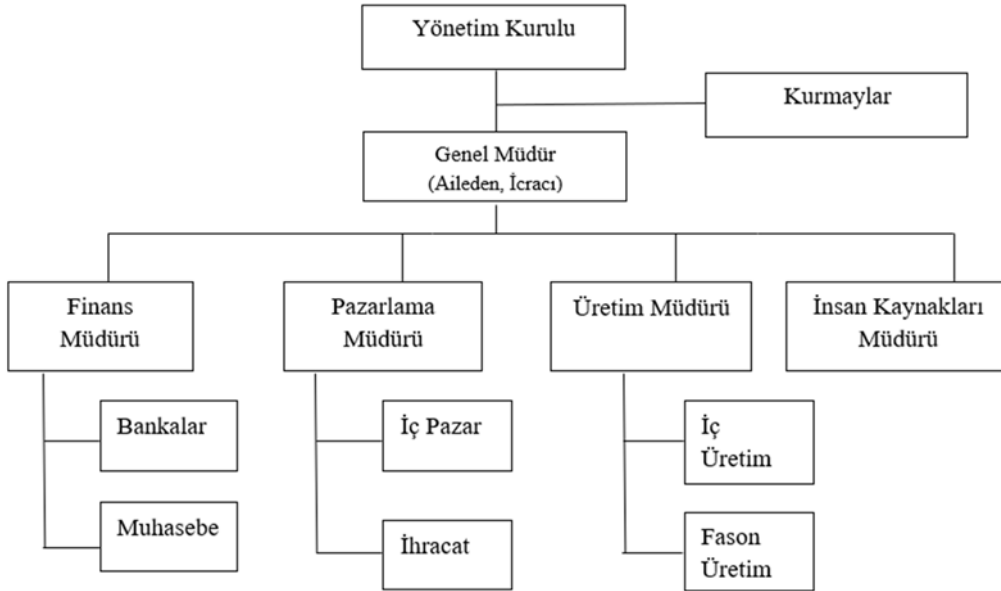 Yönetim Kurulu
Kurmaylar
Genel Müdür
(Aileden, İcracı)
Finans
Müdürü
Pazarlama
Müdürü
Üretim Müdürü
İnsan Kaynakları
Müdürü
Bankalar
İç Pazar
İç
Üretim
Muhasebe
İhracat
Fason
Üretim